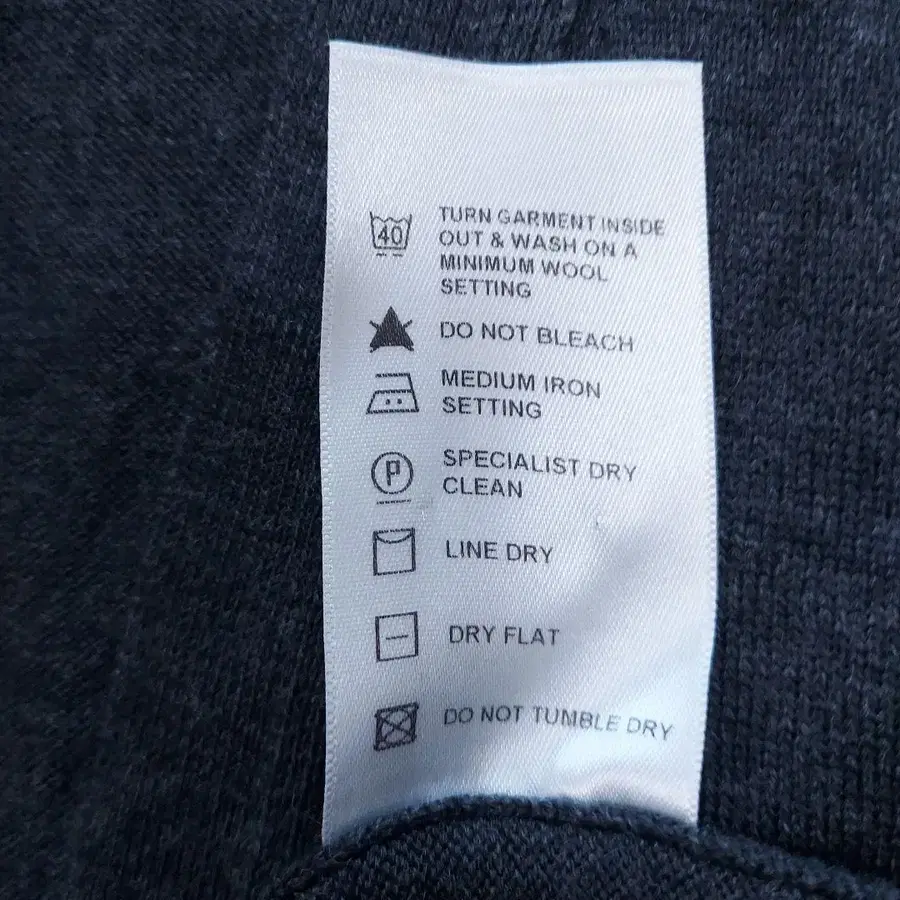 40
TURN GARMENT INSIDE
OUT & WASH ON A
MINIMUM WOOL
SETTING
DO NOT BLEACH
MEDIUM IRON
SETTING
P
SPECIALIST DRY
CLEAN
LINE DRY
DRY FLAT
DO NOT TUMBLE DRY